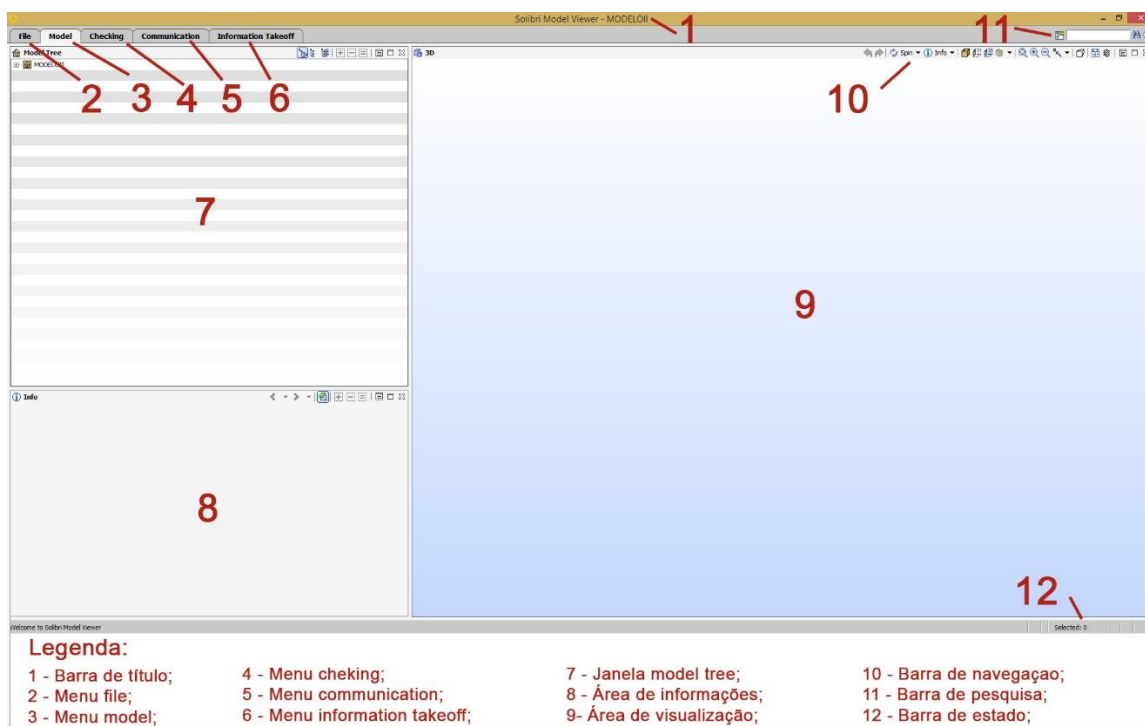 Solibri Model Viewer - MODELOII
1
11
File Model Checking Communication Information Takeoff
Model Tree
3D
Spin Info
MODELOII
2 3 4 5 6
10
7
9
Info
8
12
Welcome to Solibri Model Viewer
Selected: 0
Legenda:
1 - Barra de título;
2 - Menu file;
3 - Menu model;
4 - Menu cheking;
5 - Menu communication;
6 - Menu information takeoff;
7 - Janela model tree;
8 - Área de informações;
9- Área de visualização;
10 - Barra de navegaçao;
11 - Barra de pesquisa;
12 - Barra de estado;